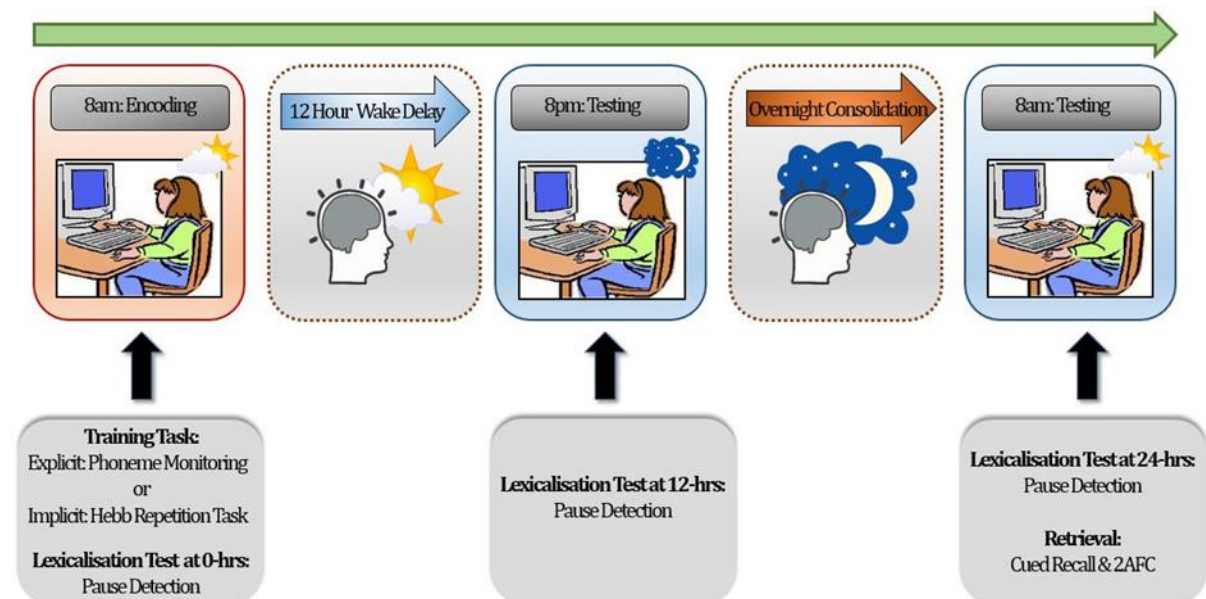 8am: Encoding
12 Hour Wake Delay
8pm: Testing
Overnight Consolidation
8am: Testing
Training Task:
Explicit: Phoneme Monitoring
or
Implicit: Hebb Repetition Task
Lexicalisation Test at 0-hrs:
Pause Detection
Lexicalisation Test at 12-hrs:
Pause Detection
Lexicalisation Test at 24-hrs:
Pause Detection
Retrieval:
Cued Recall & 2AFC